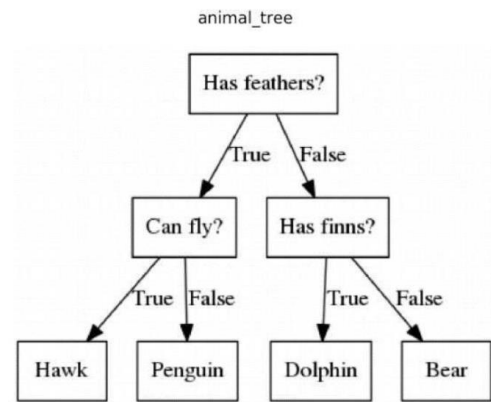 animal_tree
Has feathers?
True False
Can fly? Has finns?
True False True False
Hawk Penguin Dolphin Bear